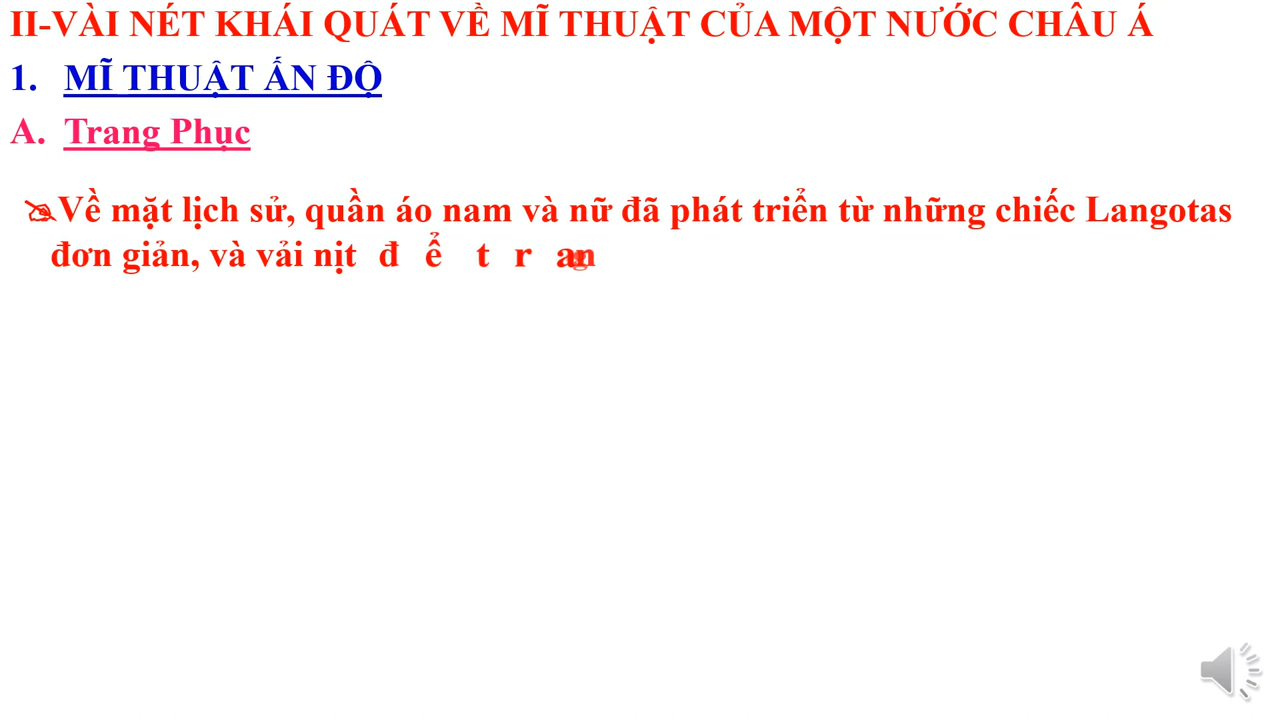 II-VÀI NÉT KHÁI QUÁT VỀ MĨ THUẬT CỦA MỘT NƯỚC CHÂU Á
1. MĨ THUẬT ẤN ĐỘ
A. Trang Phục
Về mặt lịch sử, quần áo nam và nữ đã phát triển từ những chiếc Langotas
đơn giản, và vải nịt để